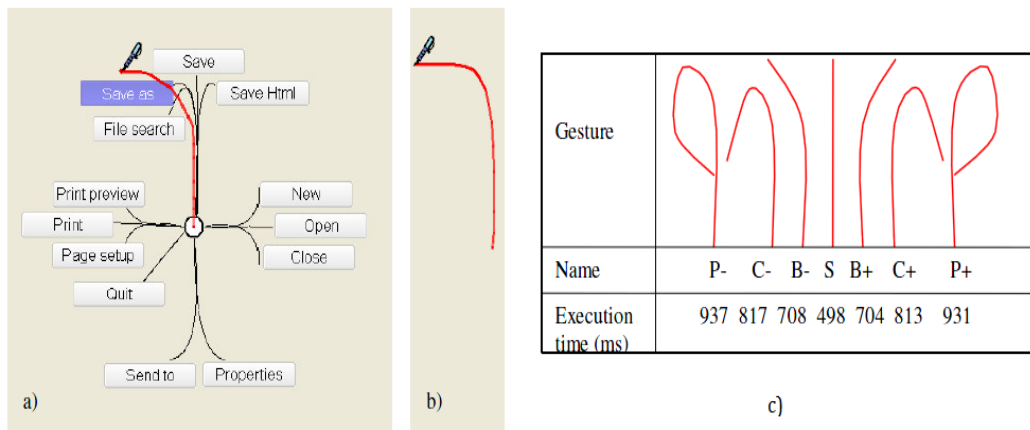 Save
Save as
Save Html
File search
Print preview
New
Print
Open
Page setup
Close
Quit
Send to
Properties
a)
b)
Gesture
Name P- C- B- S B+ C+ P+
Execution 937 817 708 498 704 813 931
time (ms)
c)